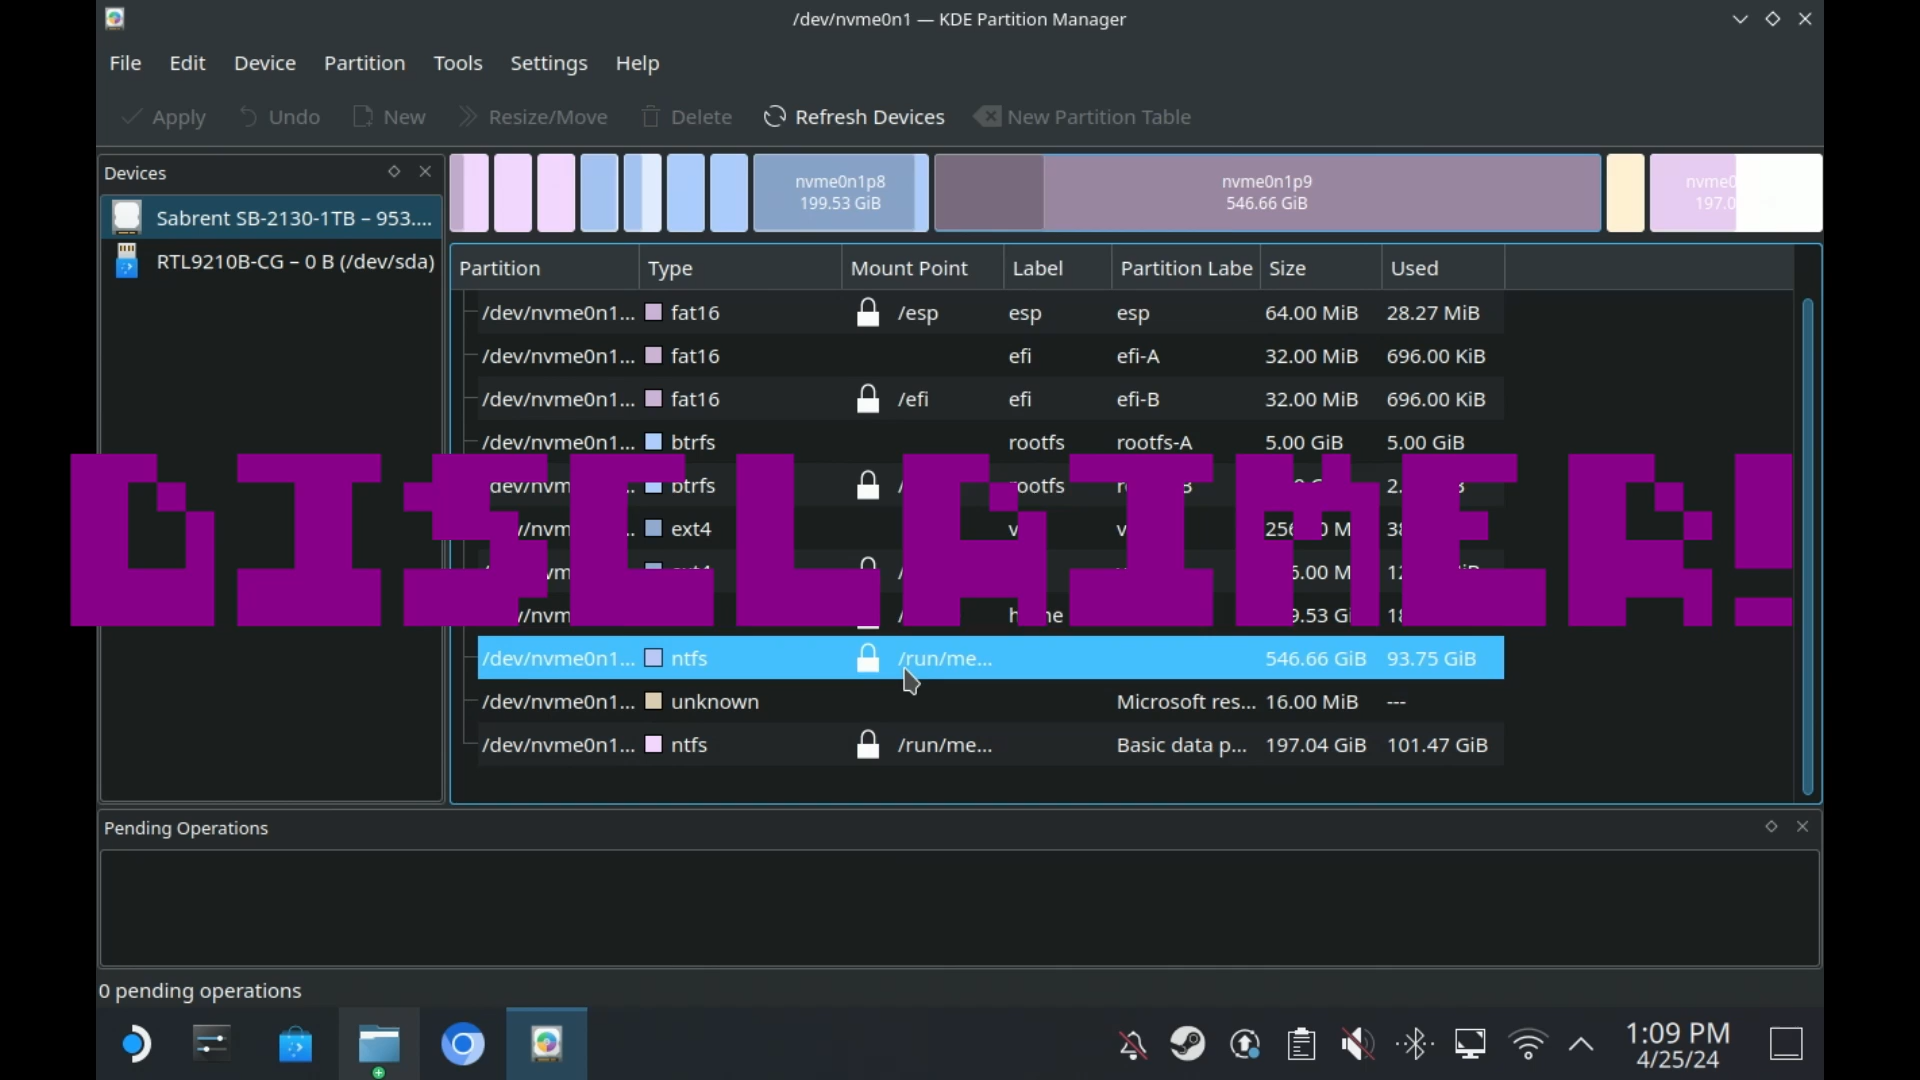 /dev/nvme0n1 — KDE Partition Manager
File Edit Device Partition Tools Settings Help
Apply Undo New Resize/Move Delete Refresh Devices New Partition Table
Devices
Sabrent SB-2130-1TB – 953....
RTL9210B-CG – 0 B (/dev/sda)
nvme0n1p8
199.53 GiB
nvme0n1p9
546.66 GiB
Partition Type Mount Point Label Partition Labe Size Used
/dev/nvme0n1... fat16 /esp esp esp 64.00 MiB 28.27 MiB
/dev/nvme0n1... fat16 efi efi-A 32.00 MiB 696.00 KiB
/dev/nvme0n1... fat16 /efi efi efi-B 32.00 MiB 696.00 KiB
/dev/nvme0n1... btrfs rootfs rootfs-A 5.00 GiB 5.00 GiB
btrfs
ext4
DISCLAIMER!
/dev/nvme0n1... ntfs /run/me... 546.66 GiB 93.75 GiB
/dev/nvme0n1... unknown Microsoft res... 16.00 MiB ---
/dev/nvme0n1... ntfs /run/me... Basic data p... 197.04 GiB 101.47 GiB
Pending Operations
0 pending operations
1:09 PM
4/25/24